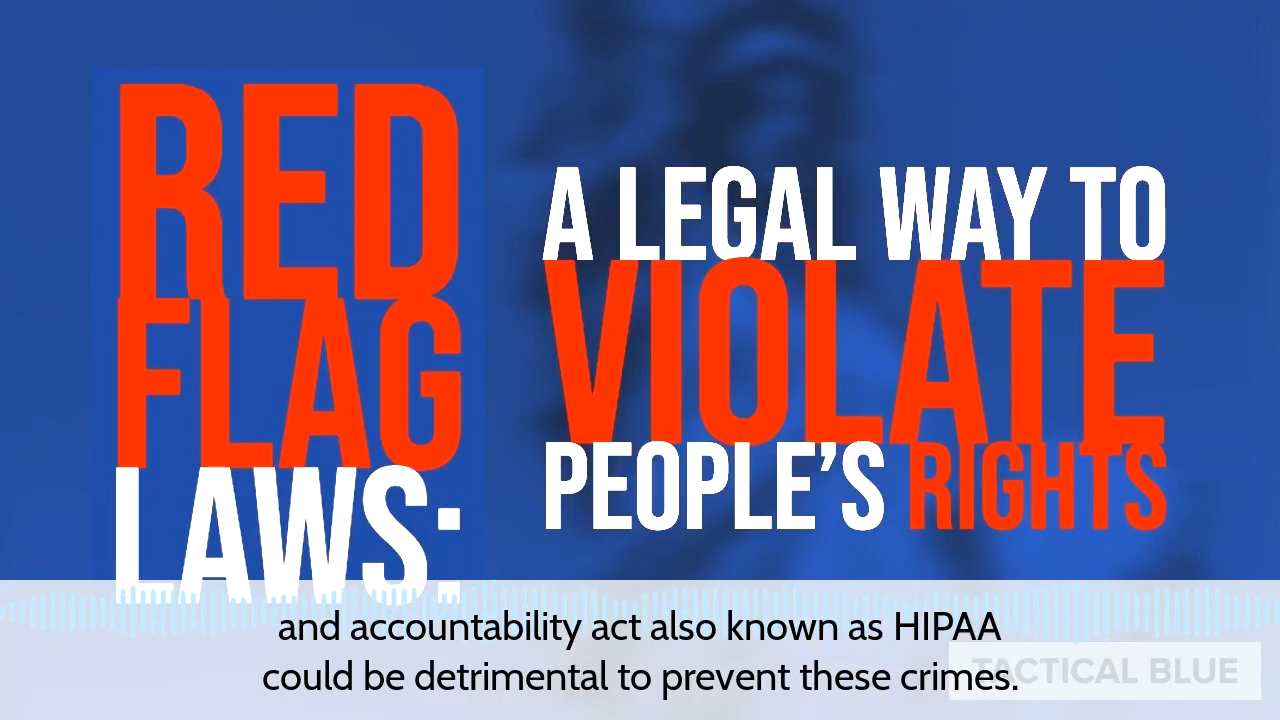 RED
FLAG
LAWS:
A LEGAL WAY TO
VIOLATE
PEOPLE’S RIGHTS
and accountability act also known as HIPAA
could be detrimental to prevent these crimes.
TACTICAL BLUE